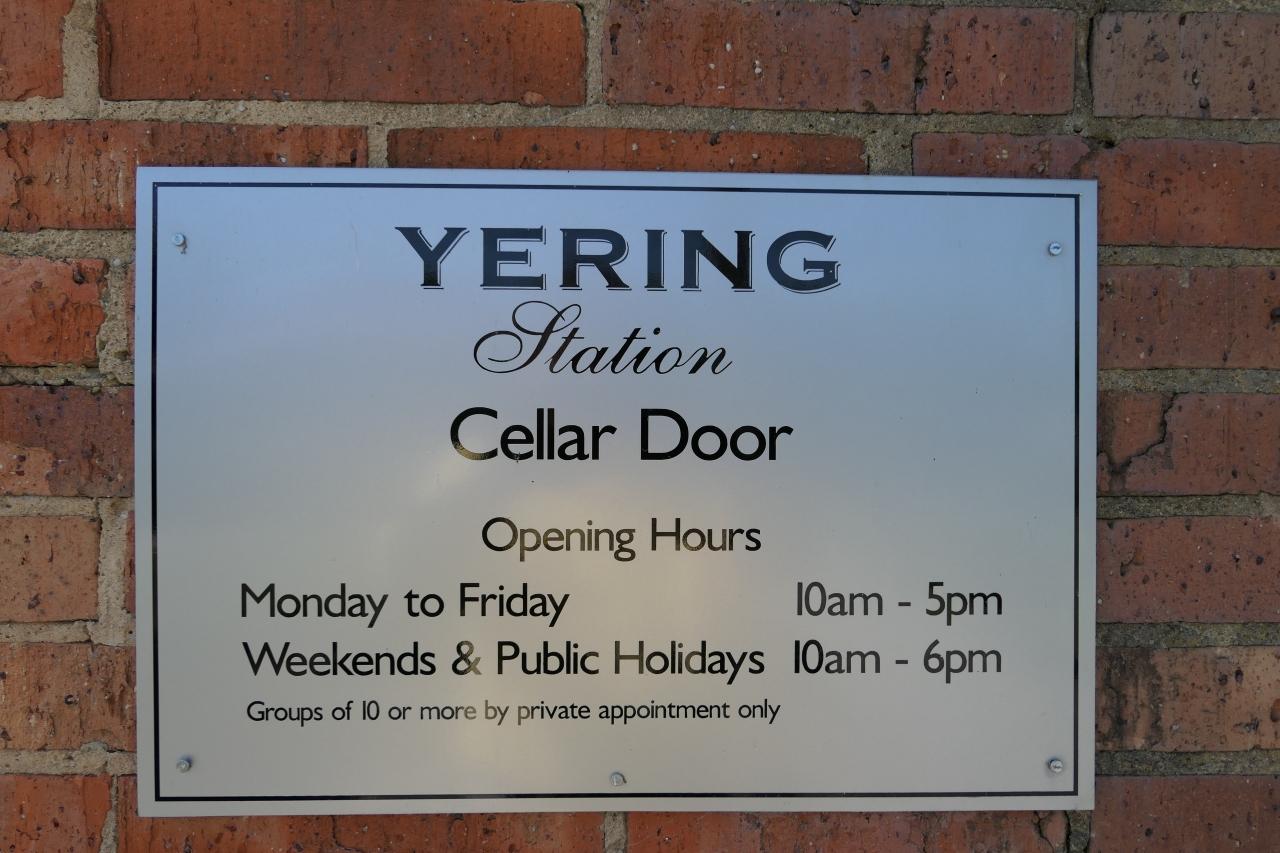 YERING
Station
Cellar Door
Opening Hours
Monday to Friday 10am - 5pm
Weekends & Public Holidays 10am - 6pm
Groups of 10 or more by private appointment only